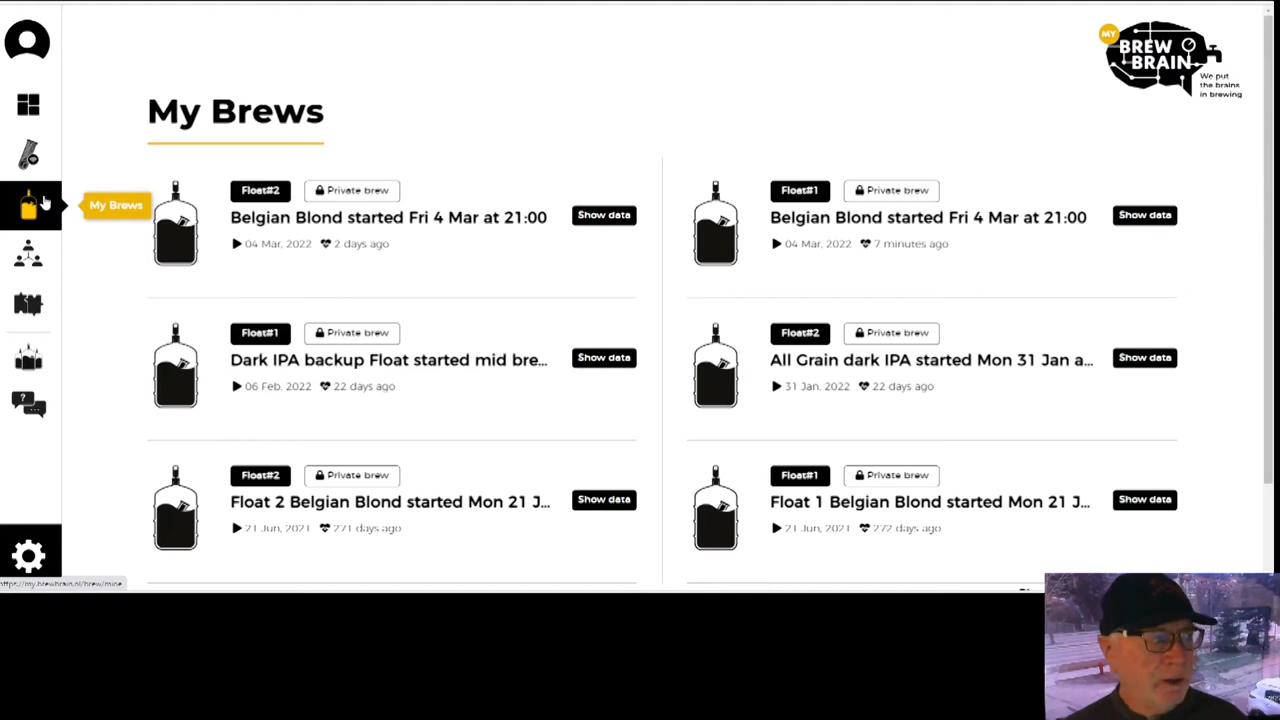 MY
BREW
BRAIN
We put
the brains
in brewing
My Brews
My Brews
Float#2
Private brew
Belgian Blond started Fri 4 Mar at 21:00
04 Mar, 2022 2 days ago
Show data
Float#1
Private brew
Belgian Blond started Fri 4 Mar at 21:00
04 Mar, 2022 7 minutes ago
Show data
Float#1
Private brew
Dark IPA backup Float started mid bre...
06 Feb, 2022 22 days ago
Show data
Float#2
Private brew
All Grain dark IPA started Mon 31 Jan a...
31 Jan, 2022 22 days ago
Show data
Float#2
Private brew
Float 2 Belgian Blond started Mon 21 J...
21 Jun, 2021 271 days ago
Show data
Float#1
Private brew
Float 1 Belgian Blond started Mon 21 J...
21 Jun, 2021 272 days ago
Show data
?
https://my.brewbrain.nl/brew/mine